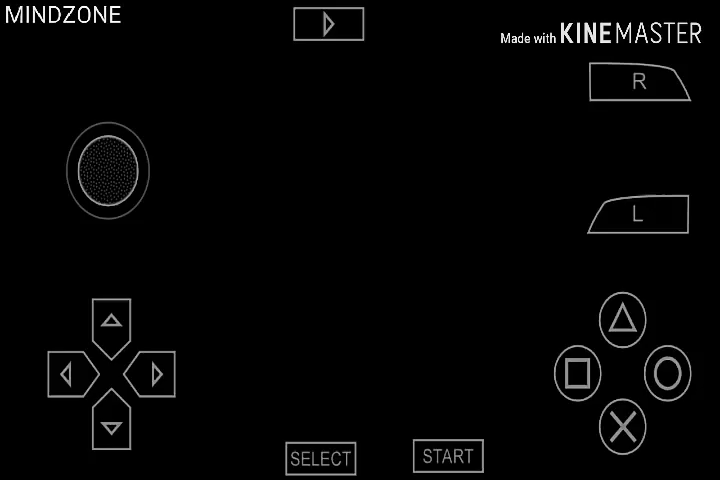 MINDZONE
Made with KINEMASTER
R
L
SELECT
START